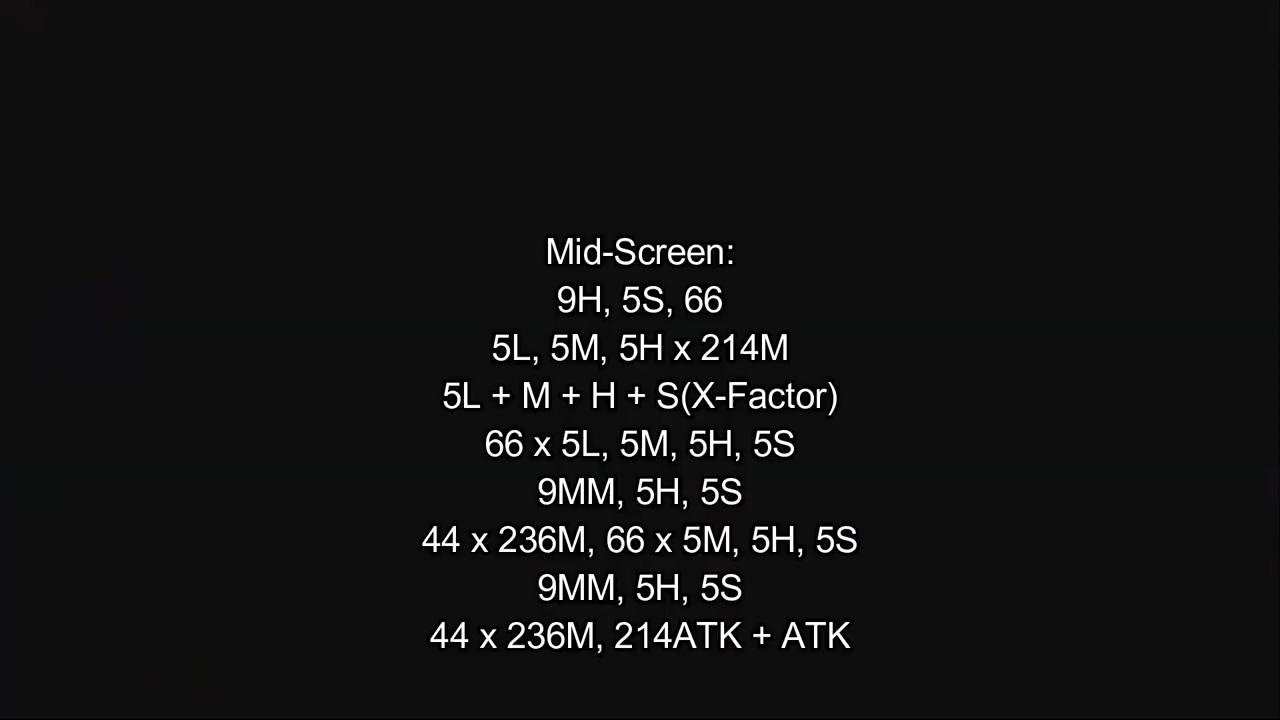 Mid-Screen:
9H, 5S, 66
5L, 5M, 5H x 214M
5L + M + H + S(X-Factor)
66 x 5L, 5M, 5H, 5S
9MM, 5H, 5S
44 x 236M, 66 x 5M, 5H, 5S
9MM, 5H, 5S
44 x 236M, 214ATK + ATK